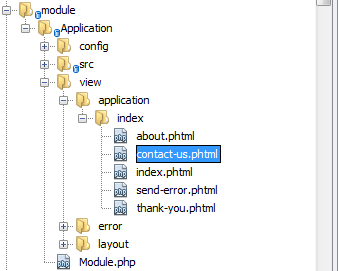 module
Application
config
src
view
application
index
about.phtml
contact-us.phtml
index.phtml
send-error.phtml
thank-you.phtml
error
layout
Module.php